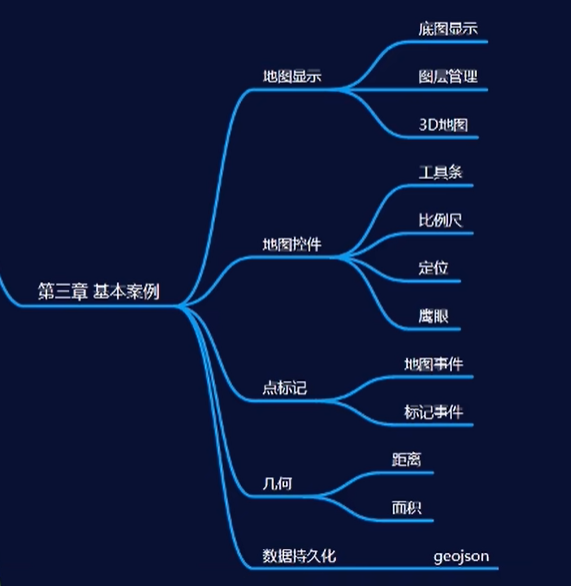 第三章 基本案例
地图显示
底图显示
图层管理
3D地图
地图控件
工具条
比例尺
定位
鹰眼
点标记
地图事件
标记事件
几何
距离
面积
数据持久化
geojson